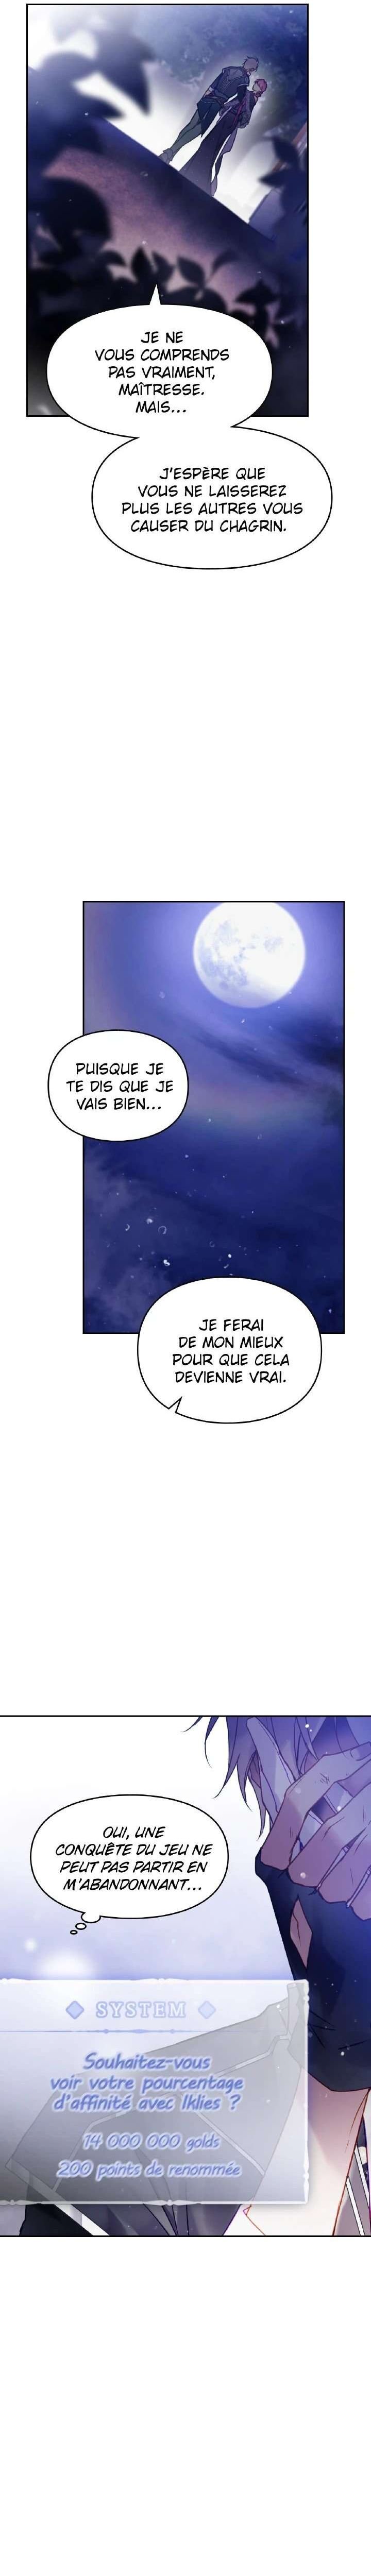 JE NE
VOUS COMPRENDS
PAS VRAIMENT,
MAÎTRESSE.
MAIS...
J'ESPÈRE QUE
VOUS NE LAISSEREZ
PLUS LES AUTRES VOUS
CAUSER DU CHAGRIN.
PUISQUE JE
TE DIS QUE JE
VAIS BIEN...
JE FERAI
DE MON MIEUX
POUR QUE CELA
DEVIENNE VRAI.
OUI, UNE
CONQUÊTE DU JEU NE
PEUT PAS PARTIR EN
M'ABANDONNANT...
SYSTEM
Souhaitez-vous
voir votre pourcentage
d'affinité avec Iklies ?
14 000 000 golds
200 points de renommée